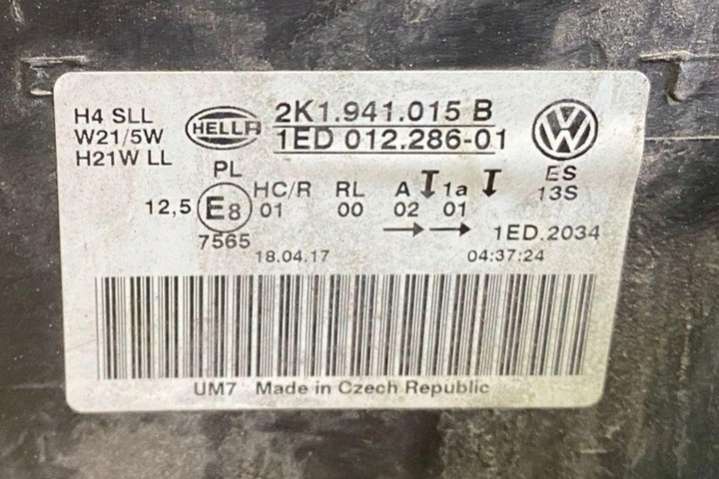 H4 SLL
W21/5W
H21W LL
HELLA
2K1.941.015 B
1ED 012.286-01
VW
PL
ES
13S
HC/R RL A 1a
12,5 E8 01 00 02 01
7565
1ED.2034
18.04.17 04:37:24
UM7 Made in Czech Republic